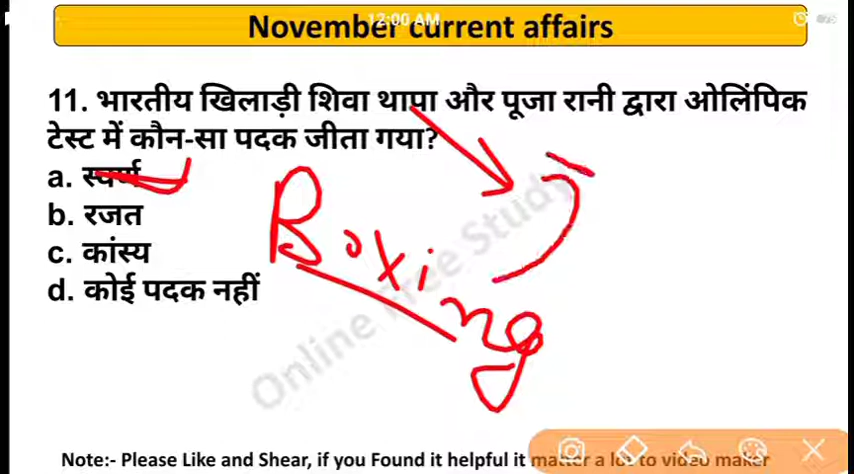 November current affairs
12:00 AM
11. भारतीय खिलाड़ी शिवा थापा और पूजा रानी द्वारा ओलिंपिक
टेस्ट में कौन-सा पदक जीता गया?
a. स्वर्ण
b. रजत
c. कांस्य
d. कोई पदक नहीं
Boxing
Online Free Study
Note:- Please Like and Shear, if you Found it helpful it matter a lot to video maker